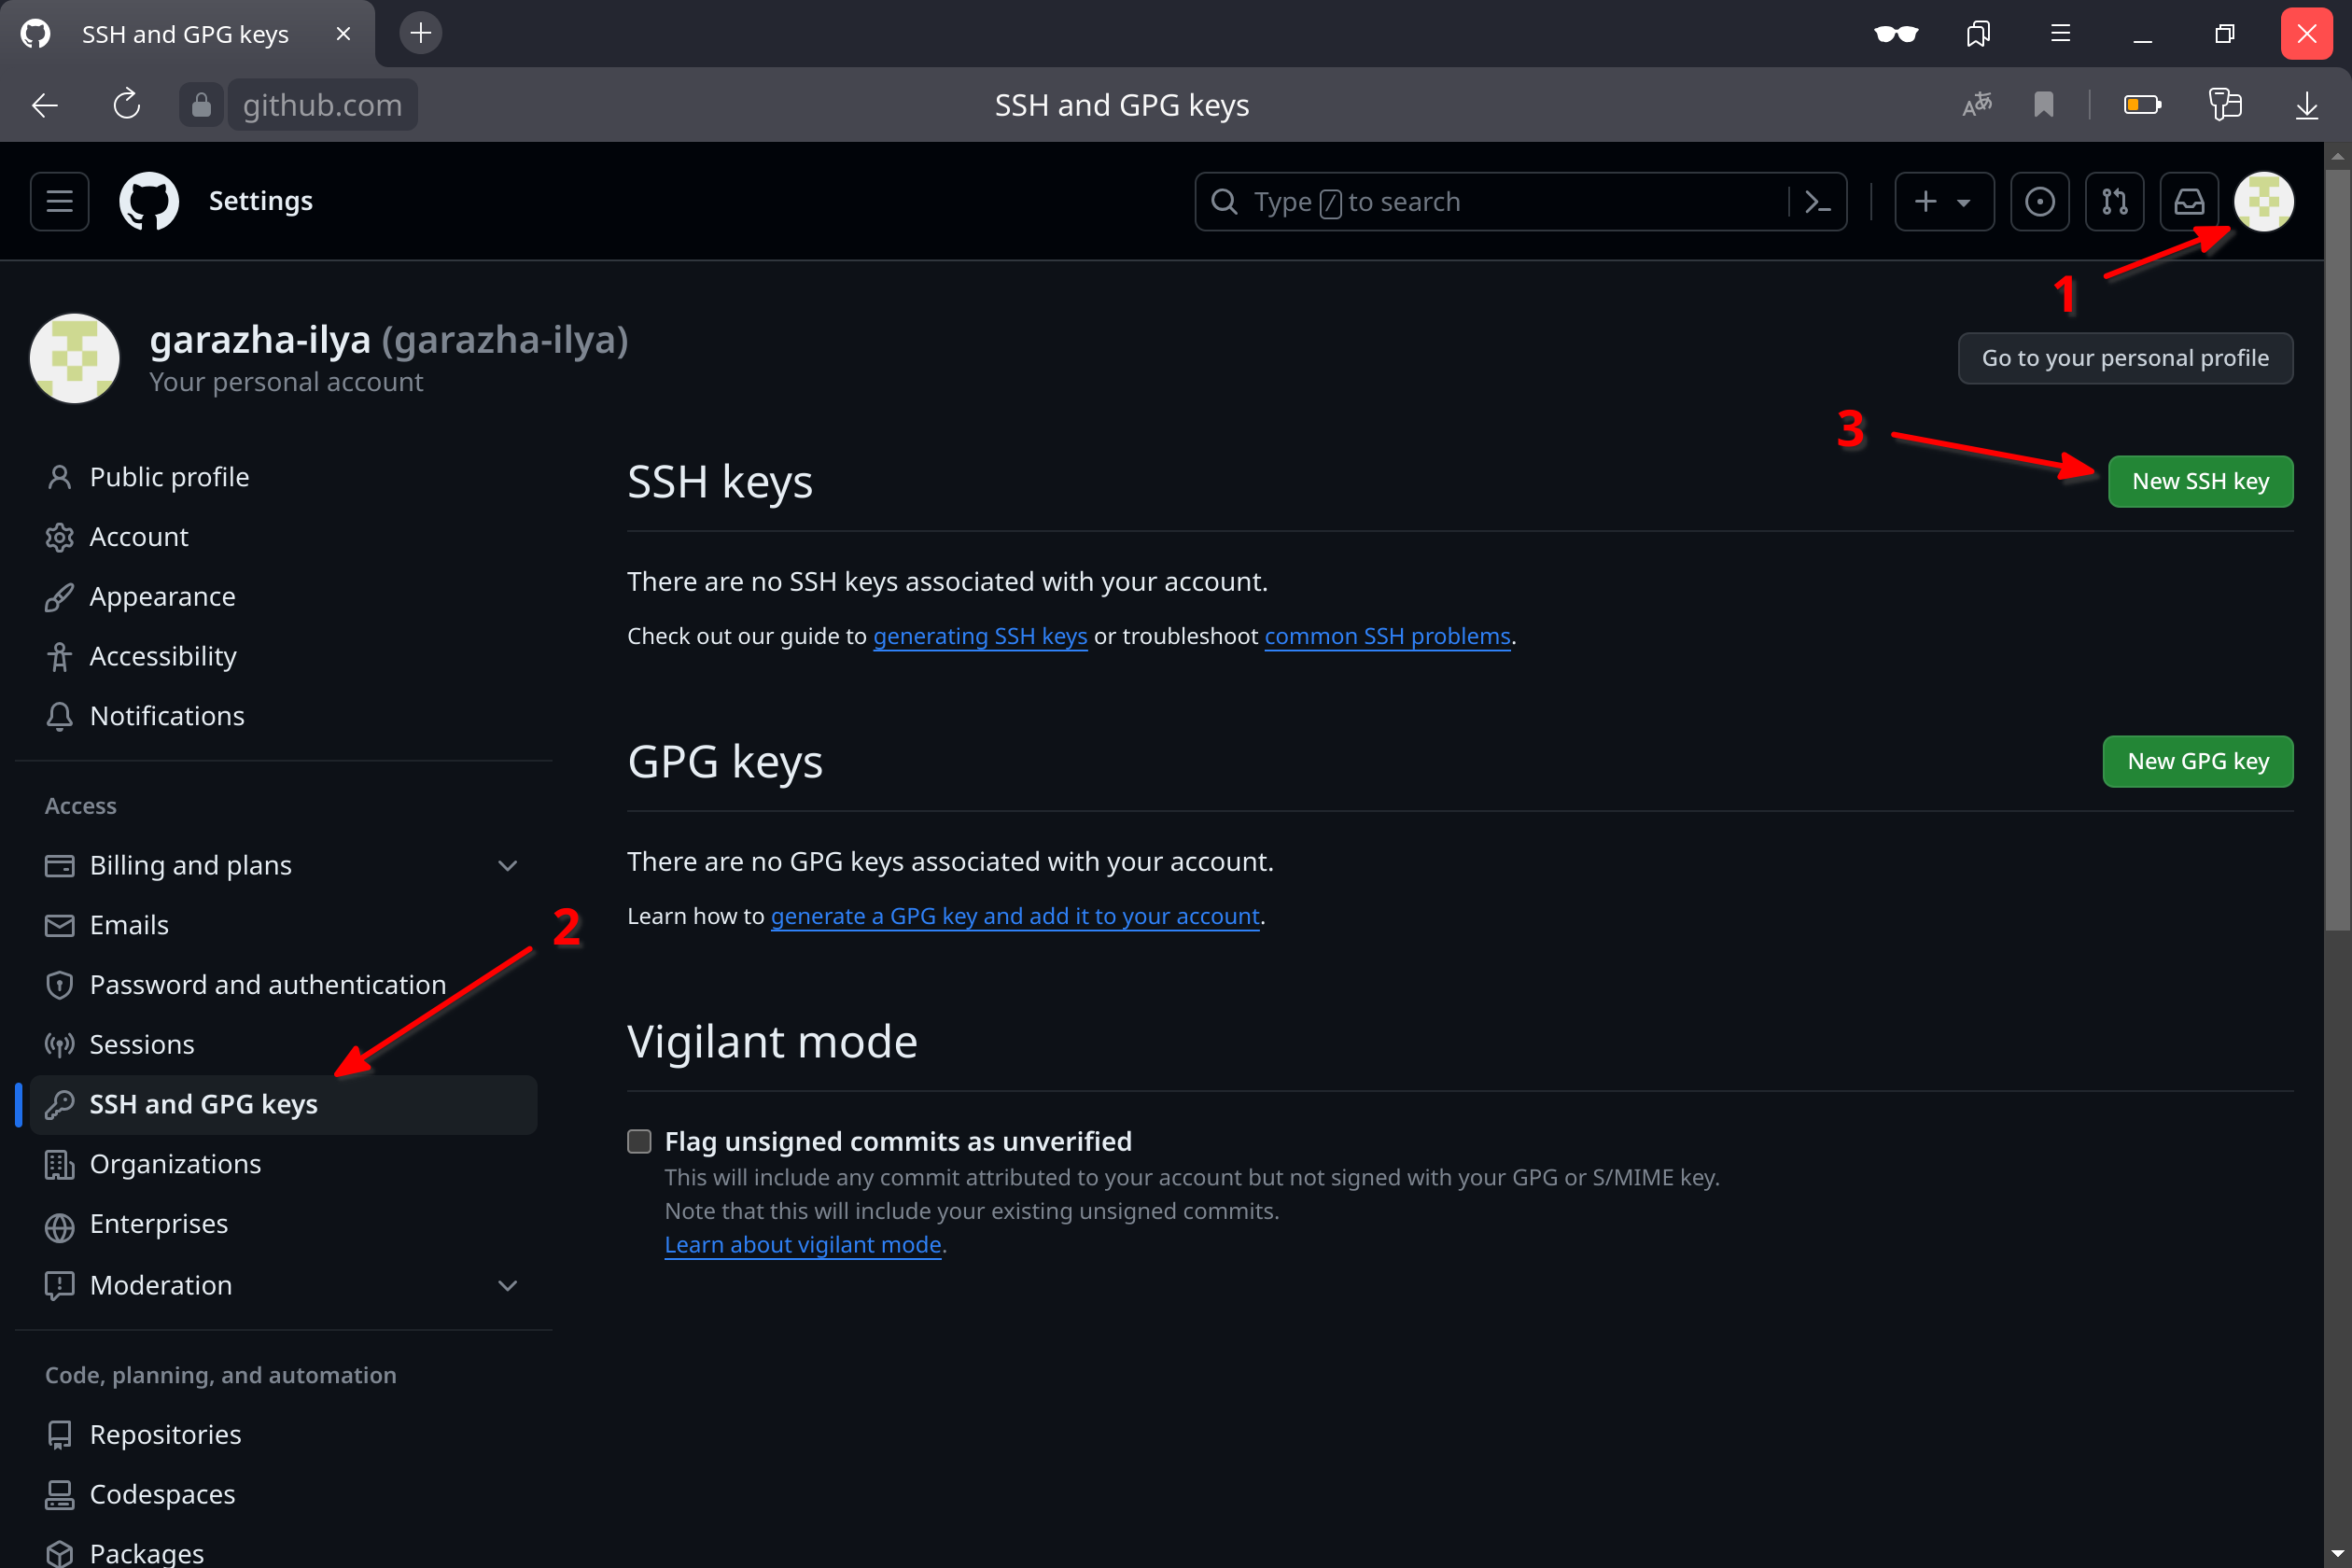 SSH and GPG keys
github.com
SSH and GPG keys
Settings
Type / to search
1
garazha-ilya (garazha-ilya)
Your personal account
Go to your personal profile
3
Public profile
Account
Appearance
Accessibility
Notifications
Access
Billing and plans
Emails
2
Password and authentication
Sessions
SSH and GPG keys
Organizations
Enterprises
Moderation
Code, planning, and automation
Repositories
Codespaces
Packages
SSH keys
New SSH key
There are no SSH keys associated with your account.
Check out our guide to generating SSH keys or troubleshoot common SSH problems.
GPG keys
New GPG key
There are no GPG keys associated with your account.
Learn how to generate a GPG key and add it to your account.
Vigilant mode
Flag unsigned commits as unverified
This will include any commit attributed to your account but not signed with your GPG or S/MIME key.
Note that this will include your existing unsigned commits.
Learn about vigilant mode.